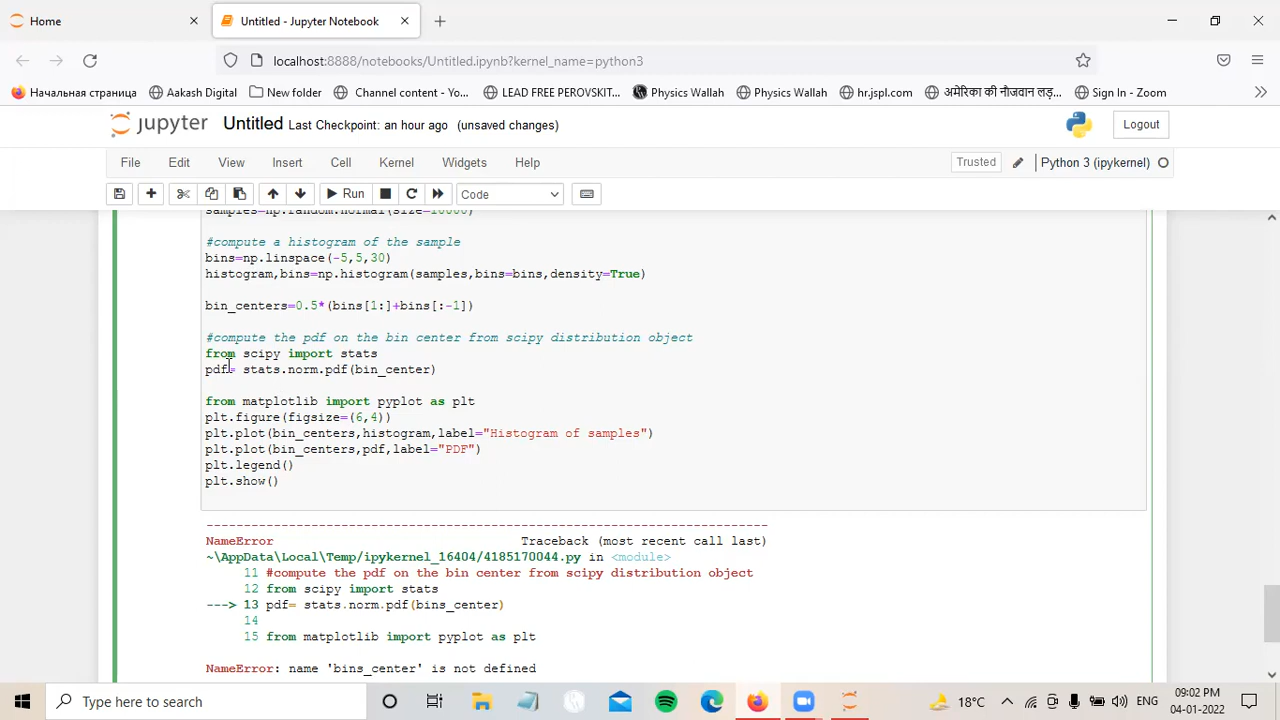 Home
Untitled - Jupyter Notebook
localhost:8888/notebooks/Untitled.ipynb?kernel_name=python3
Начальная страница
Aakash Digital
New folder
Channel content - Yo...
LEAD FREE PEROVSKIT...
Physics Wallah
Physics Wallah
hr.jspl.com
अमेरिका की नौजवान लड़...
Sign In - Zoom
jupyter Untitled Last Checkpoint: an hour ago (unsaved changes)
Logout
File Edit View Insert Cell Kernel Widgets Help
Trusted
Python 3 (ipykernel)
Run
Code
samples=np.random.normal(size=10000)
#compute a histogram of the sample
bins=np.linspace(-5,5,30)
histogram,bins=np.histogram(samples,bins=bins,density=True)
bin_centers=0.5*(bins[1:]+bins[:-1])
#compute the pdf on the bin center from scipy distribution object
from scipy import stats
pdf= stats.norm.pdf(bin_center)
from matplotlib import pyplot as plt
plt.figure(figsize=(6,4))
plt.plot(bin_centers,histogram,label="Histogram of samples")
plt.plot(bin_centers,pdf,label="PDF")
plt.legend()
plt.show()
---------------------------------------------------------------------------
NameError Traceback (most recent call last)
~\AppData\Local\Temp/ipykernel_16404/4185170044.py in <module>
11 #compute the pdf on the bin center from scipy distribution object
12 from scipy import stats
---> 13 pdf= stats.norm.pdf(bins_center)
14
15 from matplotlib import pyplot as plt
NameError: name 'bins_center' is not defined
Type here to search
18°C
ENG
09:02 PM
04-01-2022